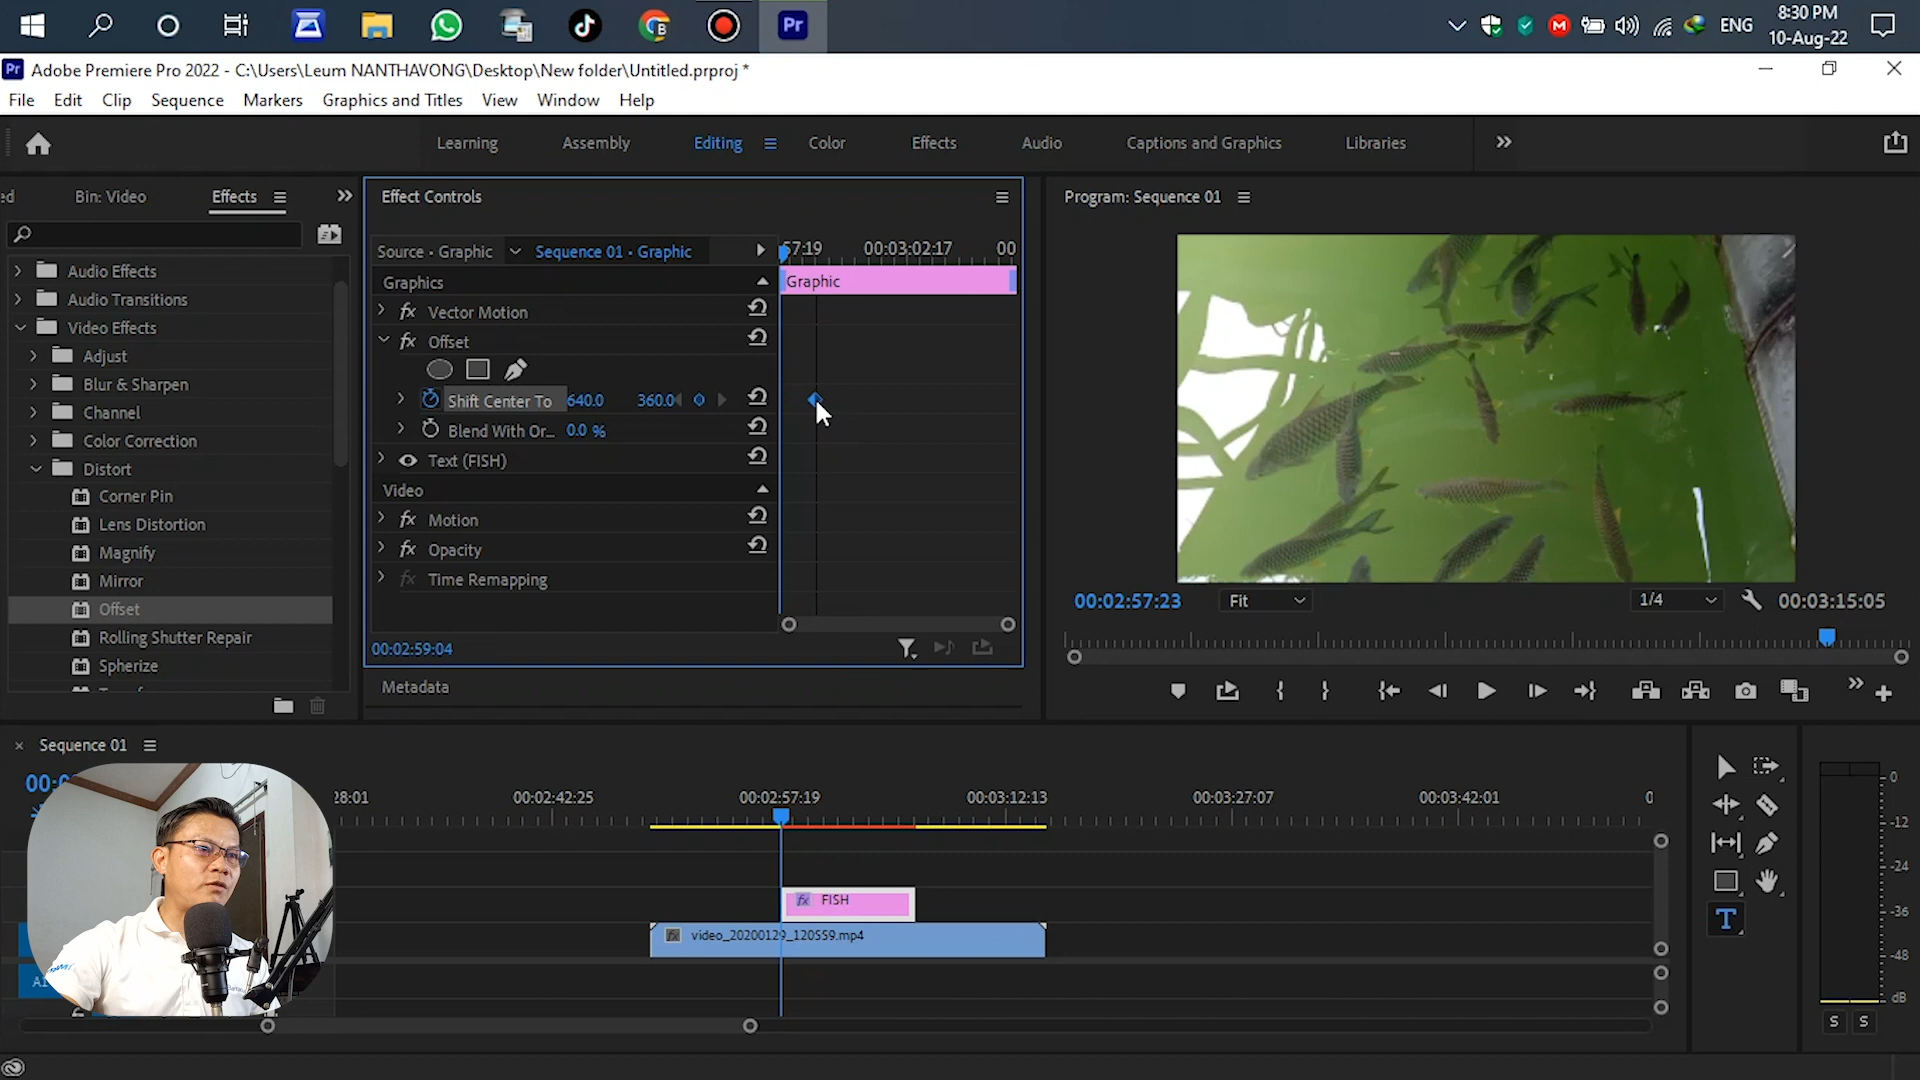 ENG
8:30 PM
10-Aug-22
Pr
Adobe Premiere Pro 2022 - C:\Users\Leum NANTHAVONG\Desktop\New folder\Untitled.prproj *
File Edit Clip Sequence Markers Graphics and Titles View Window Help
Learning Assembly Editing Color Effects Audio Captions and Graphics Libraries
Bin: Video Effects
Effect Controls
Program: Sequence 01
Source · Graphic Sequence 01 · Graphic
57:19 00:03:02:17 00
Audio Effects
Audio Transitions
Video Effects
Adjust
Blur & Sharpen
Channel
Color Correction
Distort
Corner Pin
Lens Distortion
Magnify
Mirror
Offset
Rolling Shutter Repair
Spherize
Graphics
Graphic
fx Vector Motion
fx Offset
Shift Center To 640.0 360.0
Blend With Or... 0.0 %
Text (FISH)
Video
fx Motion
fx Opacity
fx Time Remapping
00:02:59:04
Metadata
00:02:57:23 Fit 1/4 00:03:15:05
Sequence 01
28:01 00:02:42:25 00:02:57:19 00:03:12:13 00:03:27:07 00:03:42:01 0
fx FISH
fx video_20200129_120559.mp4
T
0
-12
-24
-36
-48
dB
S S